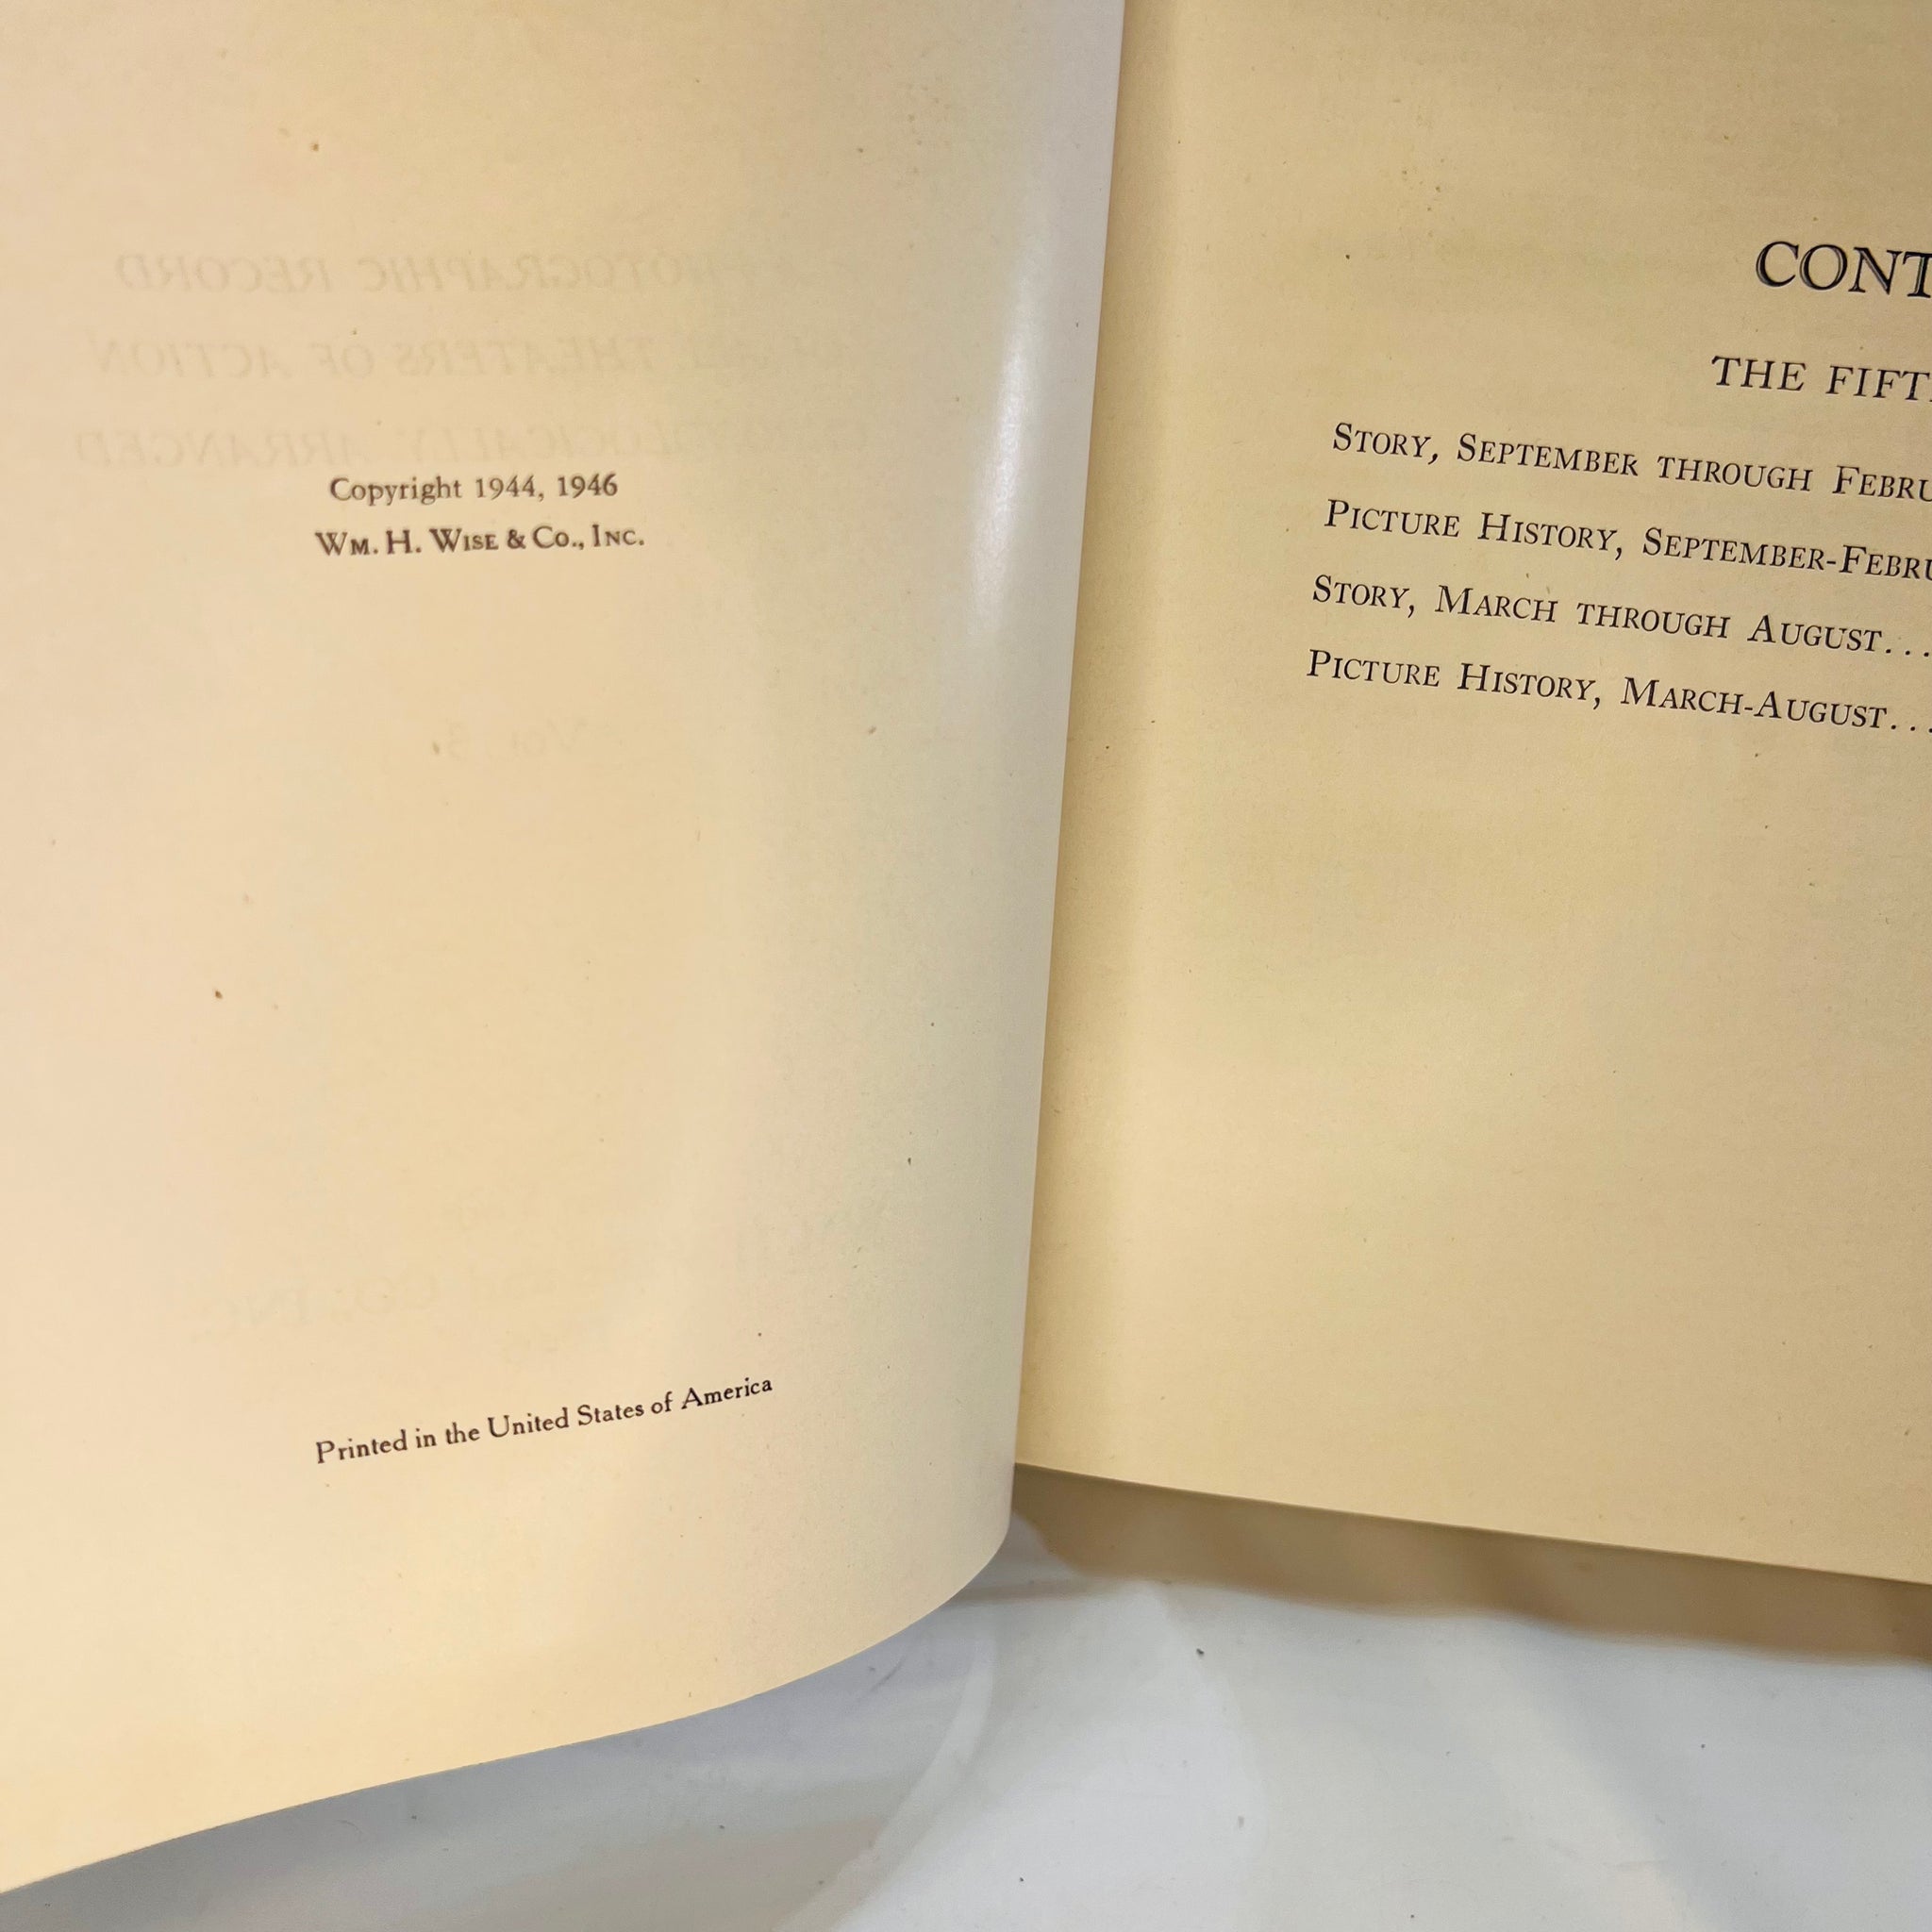 Copyright 1944, 1946
WM. H. WISE & CO., INC.
Printed in the United States of America
CONT
THE FIFT
STORY, SEPTEMBER THROUGH FEBRU
PICTURE HISTORY, SEPTEMBER-FEBRU
STORY, MARCH THROUGH AUGUST...
PICTURE HISTORY, MARCH-AUGUST...